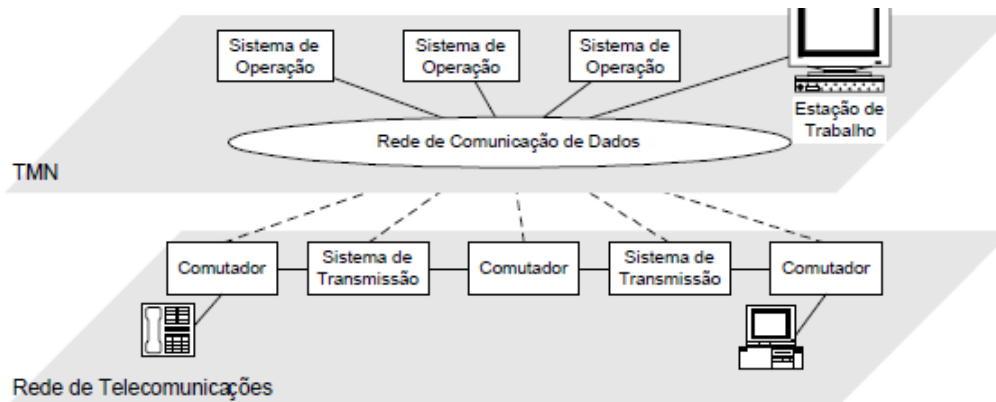 Sistema de
Operação
Sistema de
Operação
Sistema de
Operação
Estação de
Trabalho
Rede de Comunicação de Dados
TMN
Comutador
Sistema de
Transmissão
Comutador
Sistema de
Transmissão
Comutador
Rede de Telecomunicações